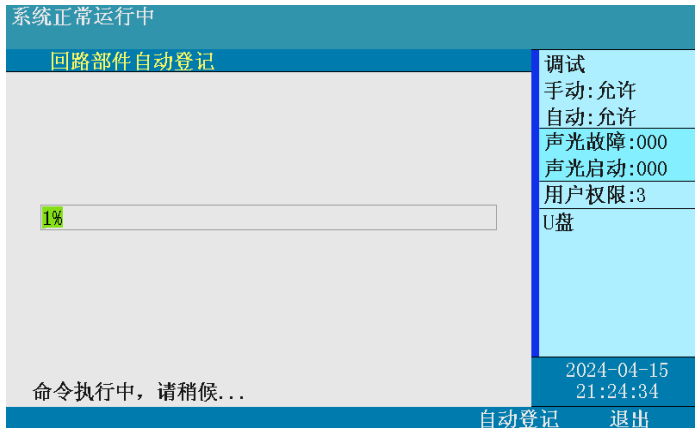 系统正常运行中
回路部件自动登记
调试
手动:允许
自动:允许
声光故障:000
声光启动:000
用户权限:3
U盘
1%
命令执行中，请稍候...
2024-04-15
21:24:34
自动登记 退出